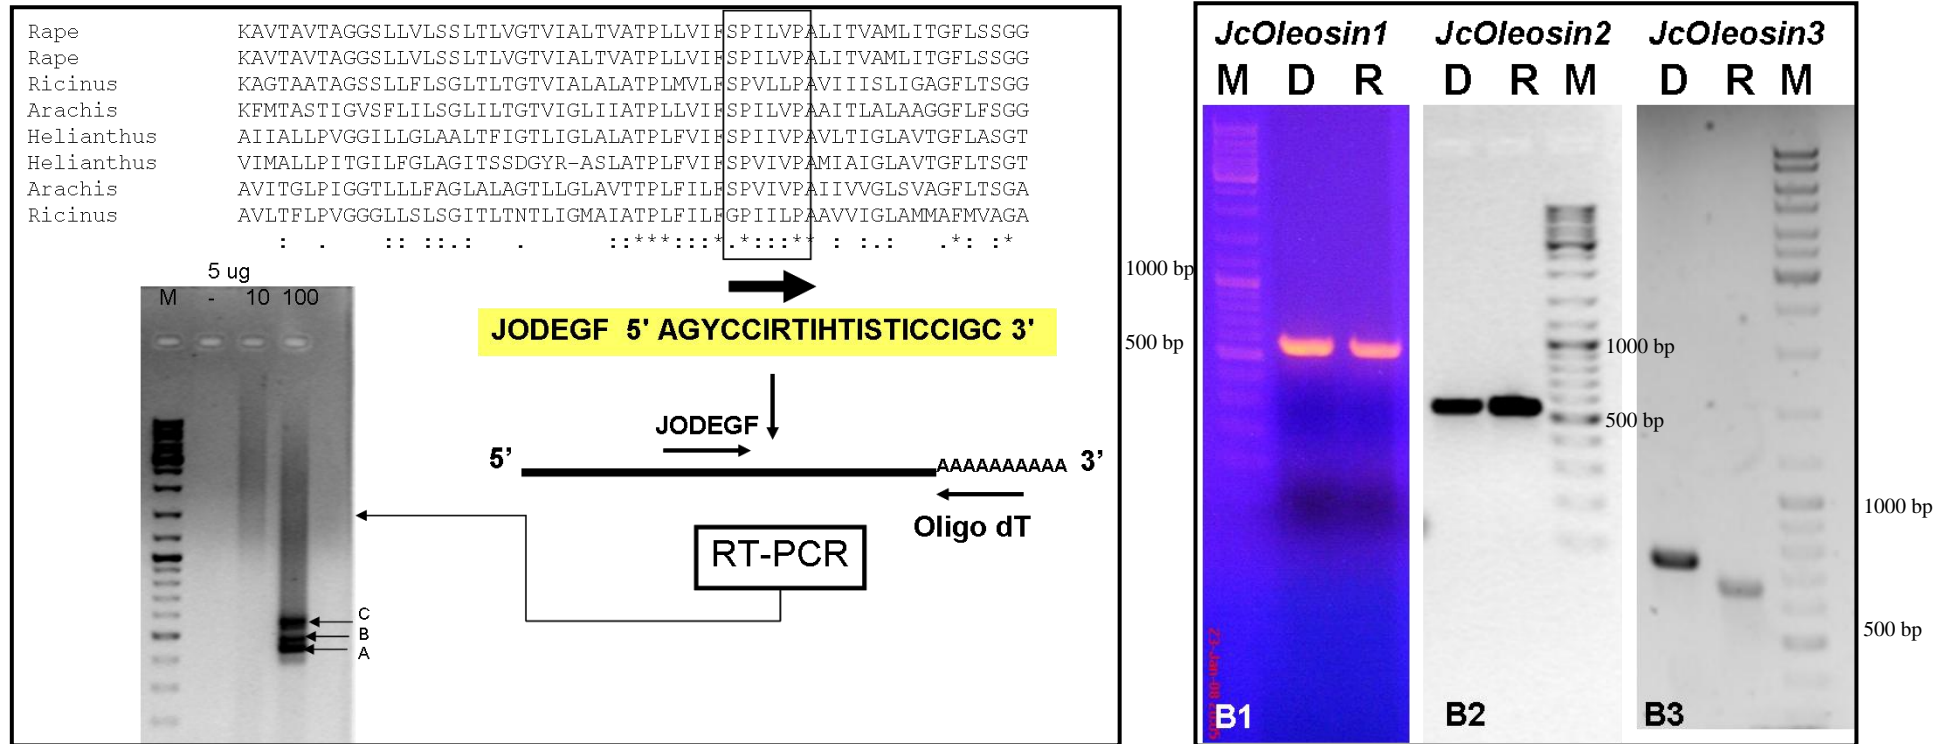 Rape KAVTAVTAGGSLLVLSSLTLVGTVIALTVATPLLVIFSPILVPALITVAMLITGFLSSGG
Rape KAVTAVTAGGSLLVLSSLTLVGTVIALTVATPLLVIFSPILVPALITVAMLITGFLSSGG
Ricinus KAGTAATAGGSLLFLSGLTLTGTVIALALATPLMVLFSPVLLPAVIIISLIGAGFLTSGG
Arachis KFMTASTIGVSFLILSGLILTGTVIGLIIATPLLVIFSPILVPAAITLALAAGGFLFSGG
Helianthus AIIALLPVGGILLGLAALTFIGTLIGLALATPLFVIFSPIIVPAVLTIGLAVTGFLASGT
Helianthus VIMALLPITGILFGLAGITSSDGYR-ASLATPLFVIFSPVIVPAMIAIGLAVTGFLTSGT
Arachis AVITGLPIGGTLLLFAGLALAGTLLGLAVTTPLFILFSPVIVPAIIVVGLSVAGFLTSGA
Ricinus AVLTFLPVGGGLLSLSGITLTNTLIGMAIATPLFILFGPIILPAAVVIGLAMMAFMVAGA
: . :: ::.: . ::***:::*.*:::** : :.: .*: :*
5 ug
M - 10 100
JODEGF 5' AGYCCIRTIHTISTICCIGC 3'
JODEGF
5’ AAAAAAAAAA 3’
Oligo dT
RT-PCR
C
B
A
JcOleosin1 JcOleosin2 JcOleosin3
M D R D R M D R M
1000 bp
500 bp
1000 bp
500 bp
1000 bp
500 bp
B1 B2 B3